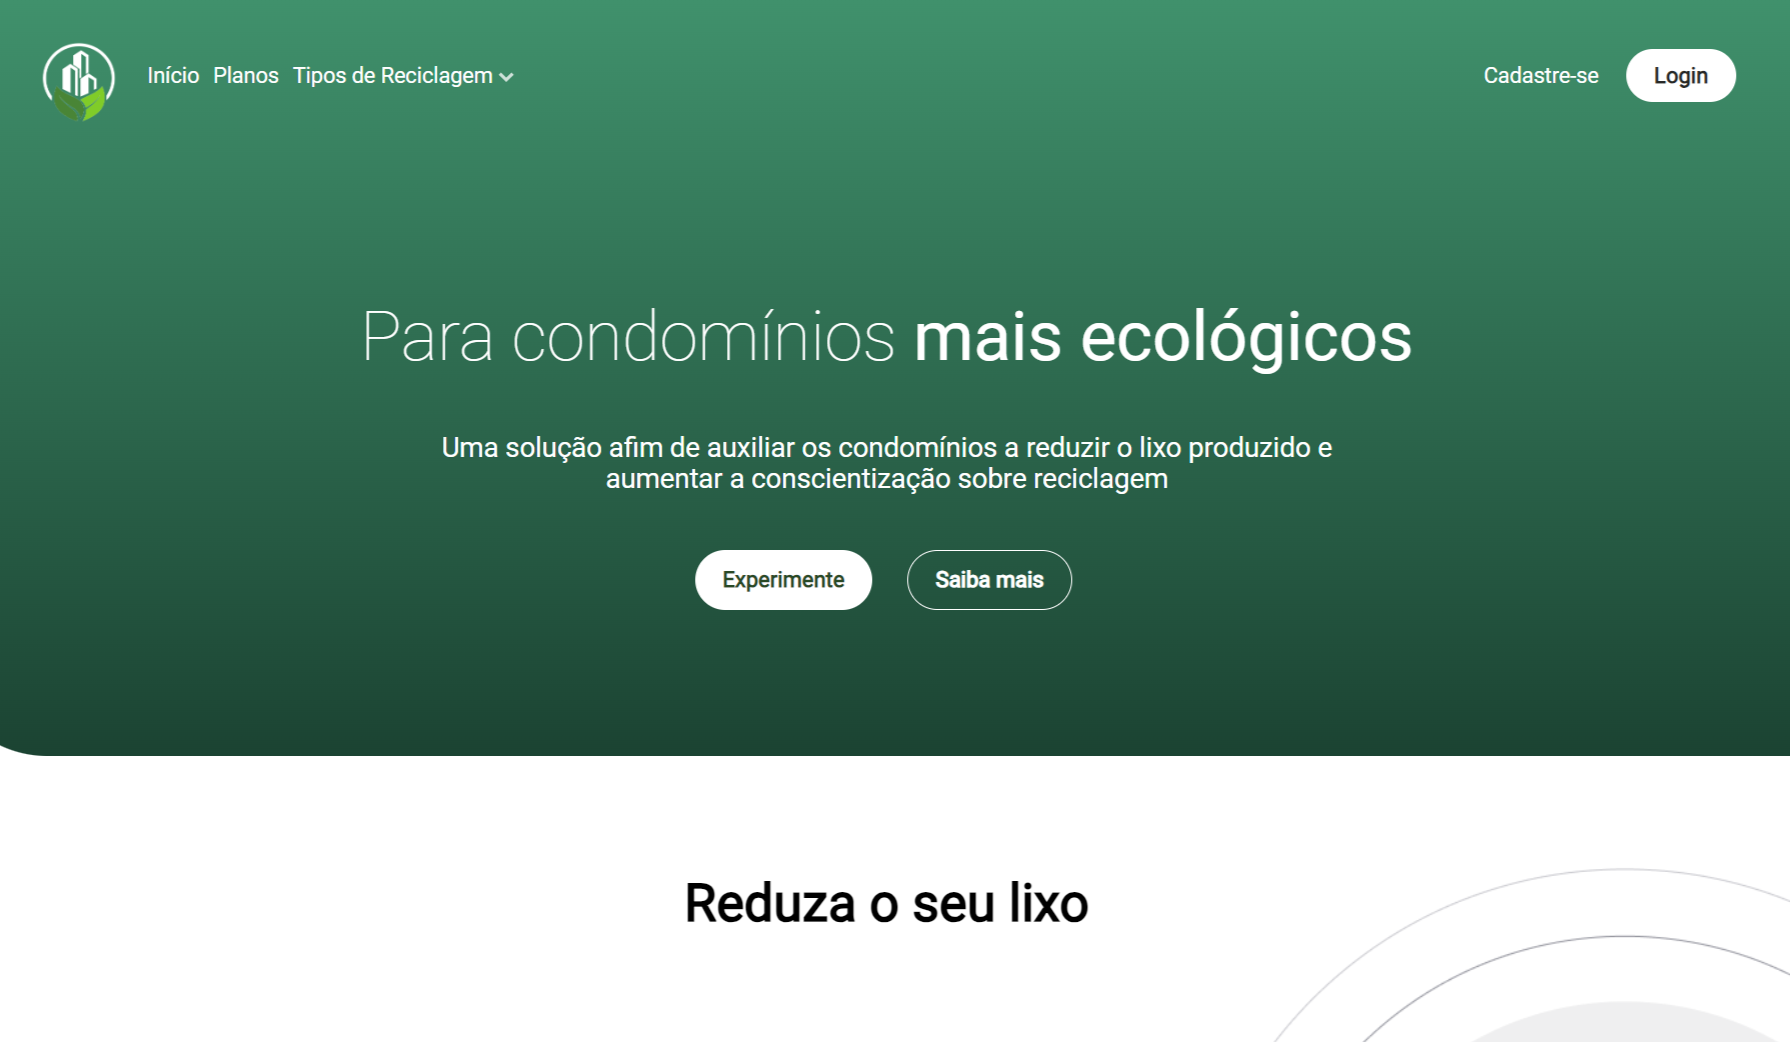 Início Planos Tipos de Reciclagem
Cadastre-se Login
Para condomínios mais ecológicos
Uma solução afim de auxiliar os condomínios a reduzir o lixo produzido e
aumentar a conscientização sobre reciclagem
Experimente Saiba mais
Reduza o seu lixo